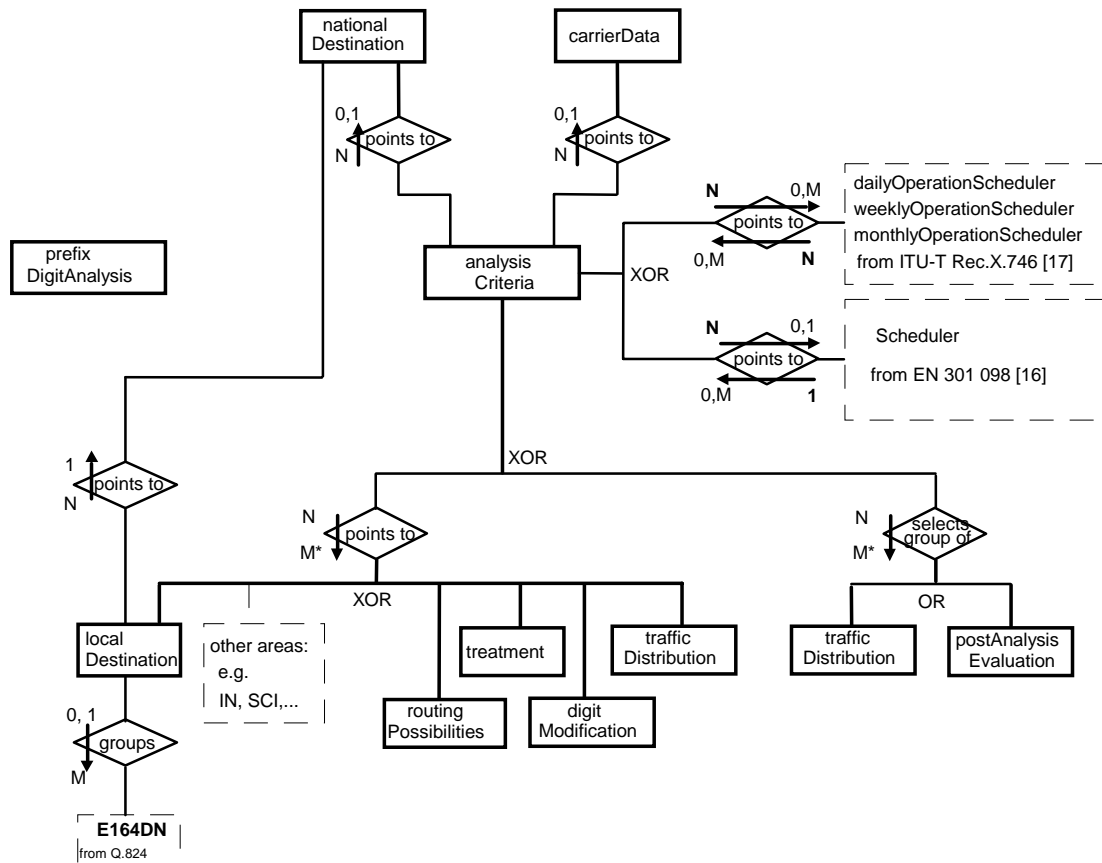 national
Destination
carrierData
0,1
points to
N
0,1
points to
N
dailyOperationScheduler
weeklyOperationScheduler
monthlyOperationScheduler
from ITU-T Rec.X.746 [17]
N
0,M
points to
0,M
N
prefix
DigitAnalysis
analysis
Criteria
XOR
N
0,1
points to
0,M
1
Scheduler
from EN 301 098 [16]
1
points to
N
XOR
N
points to
M*
N
selects
group of
M*
XOR
OR
local
Destination
other areas:
e.g.
IN, SCI,...
treatment
traffic
Distribution
traffic
Distribution
postAnalysis
Evaluation
routing
Possibilities
digit
Modification
0, 1
groups
M
E164DN
from Q.824